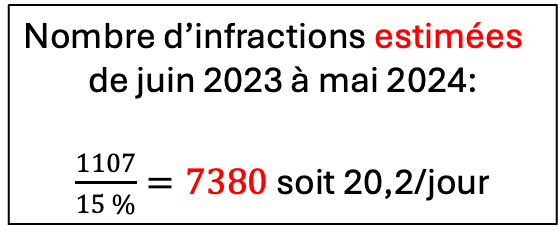 Nombre d’infractions estimées
de juin 2023 à mai 2024:
1107
15 %
= 7380 soit 20,2/jour